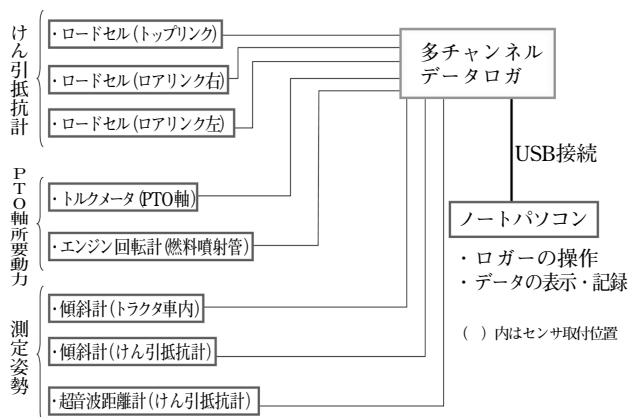 けん引抵抗計
・ロードセル(トップリンク)
・ロードセル(ロアリンク右)
・ロードセル(ロアリンク左)
PTO軸所要動力
・トルクメータ(PTO軸)
・エンジン回転計(燃料噴射管)
測定姿勢
・傾斜計(トラクタ車内)
・傾斜計(けん引抵抗計)
・超音波距離計(けん引抵抗計)
多チャンネル
データロガ
USB接続
ノートパソコン
・ロガーの操作
・データの表示・記録
( )内はセンサ取付位置